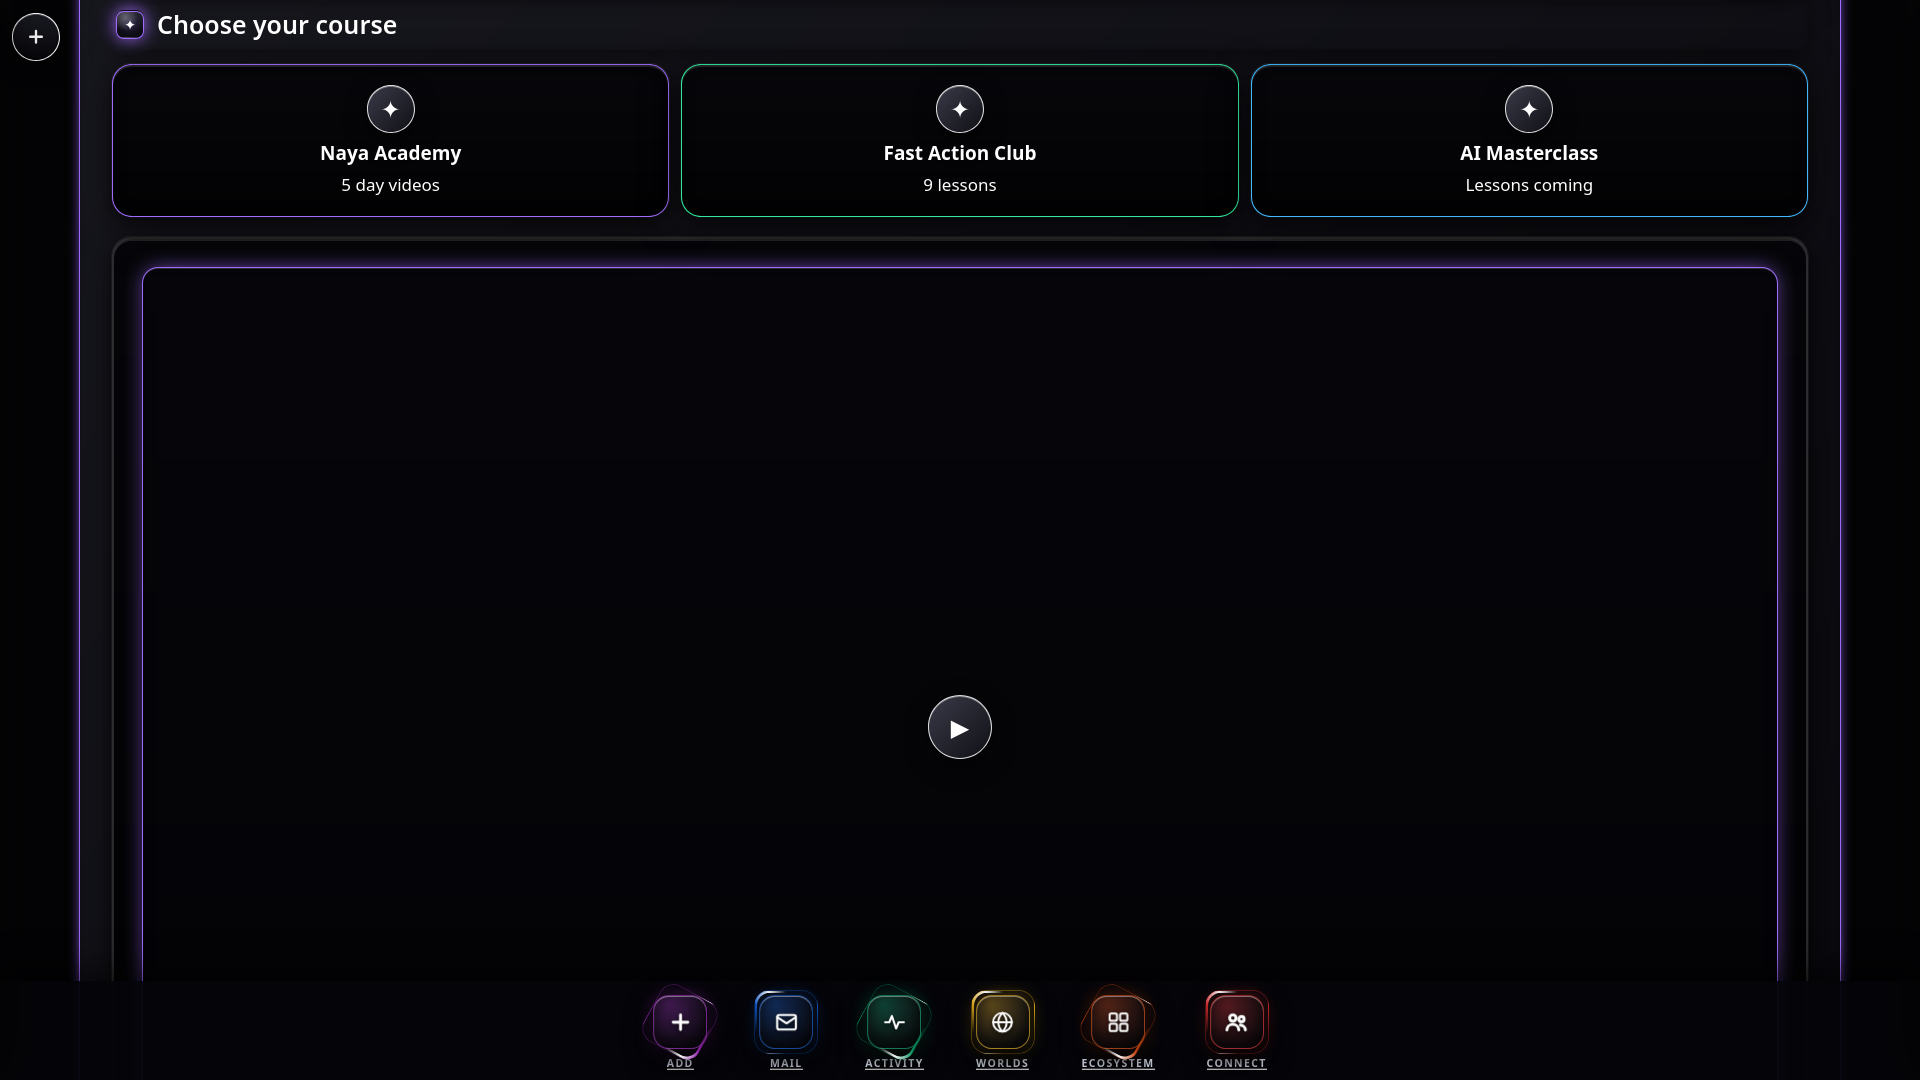 Choose your course
Naya Academy
5 day videos
Fast Action Club
9 lessons
AI Masterclass
Lessons coming
ADD
MAIL
ACTIVITY
WORLDS
ECOSYSTEM
CONNECT